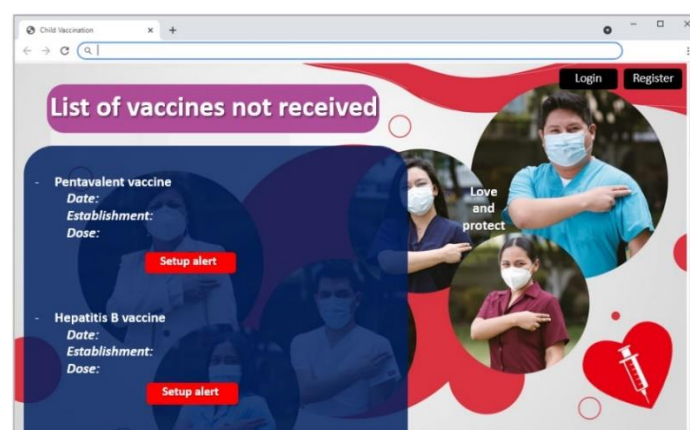 Child Vaccination
Login
Register
List of vaccines not received
- Pentavalent vaccine
Date:
Establishment:
Dose:
Setup alert
- Hepatitis B vaccine
Date:
Establishment:
Dose:
Setup alert
Love
and
protect